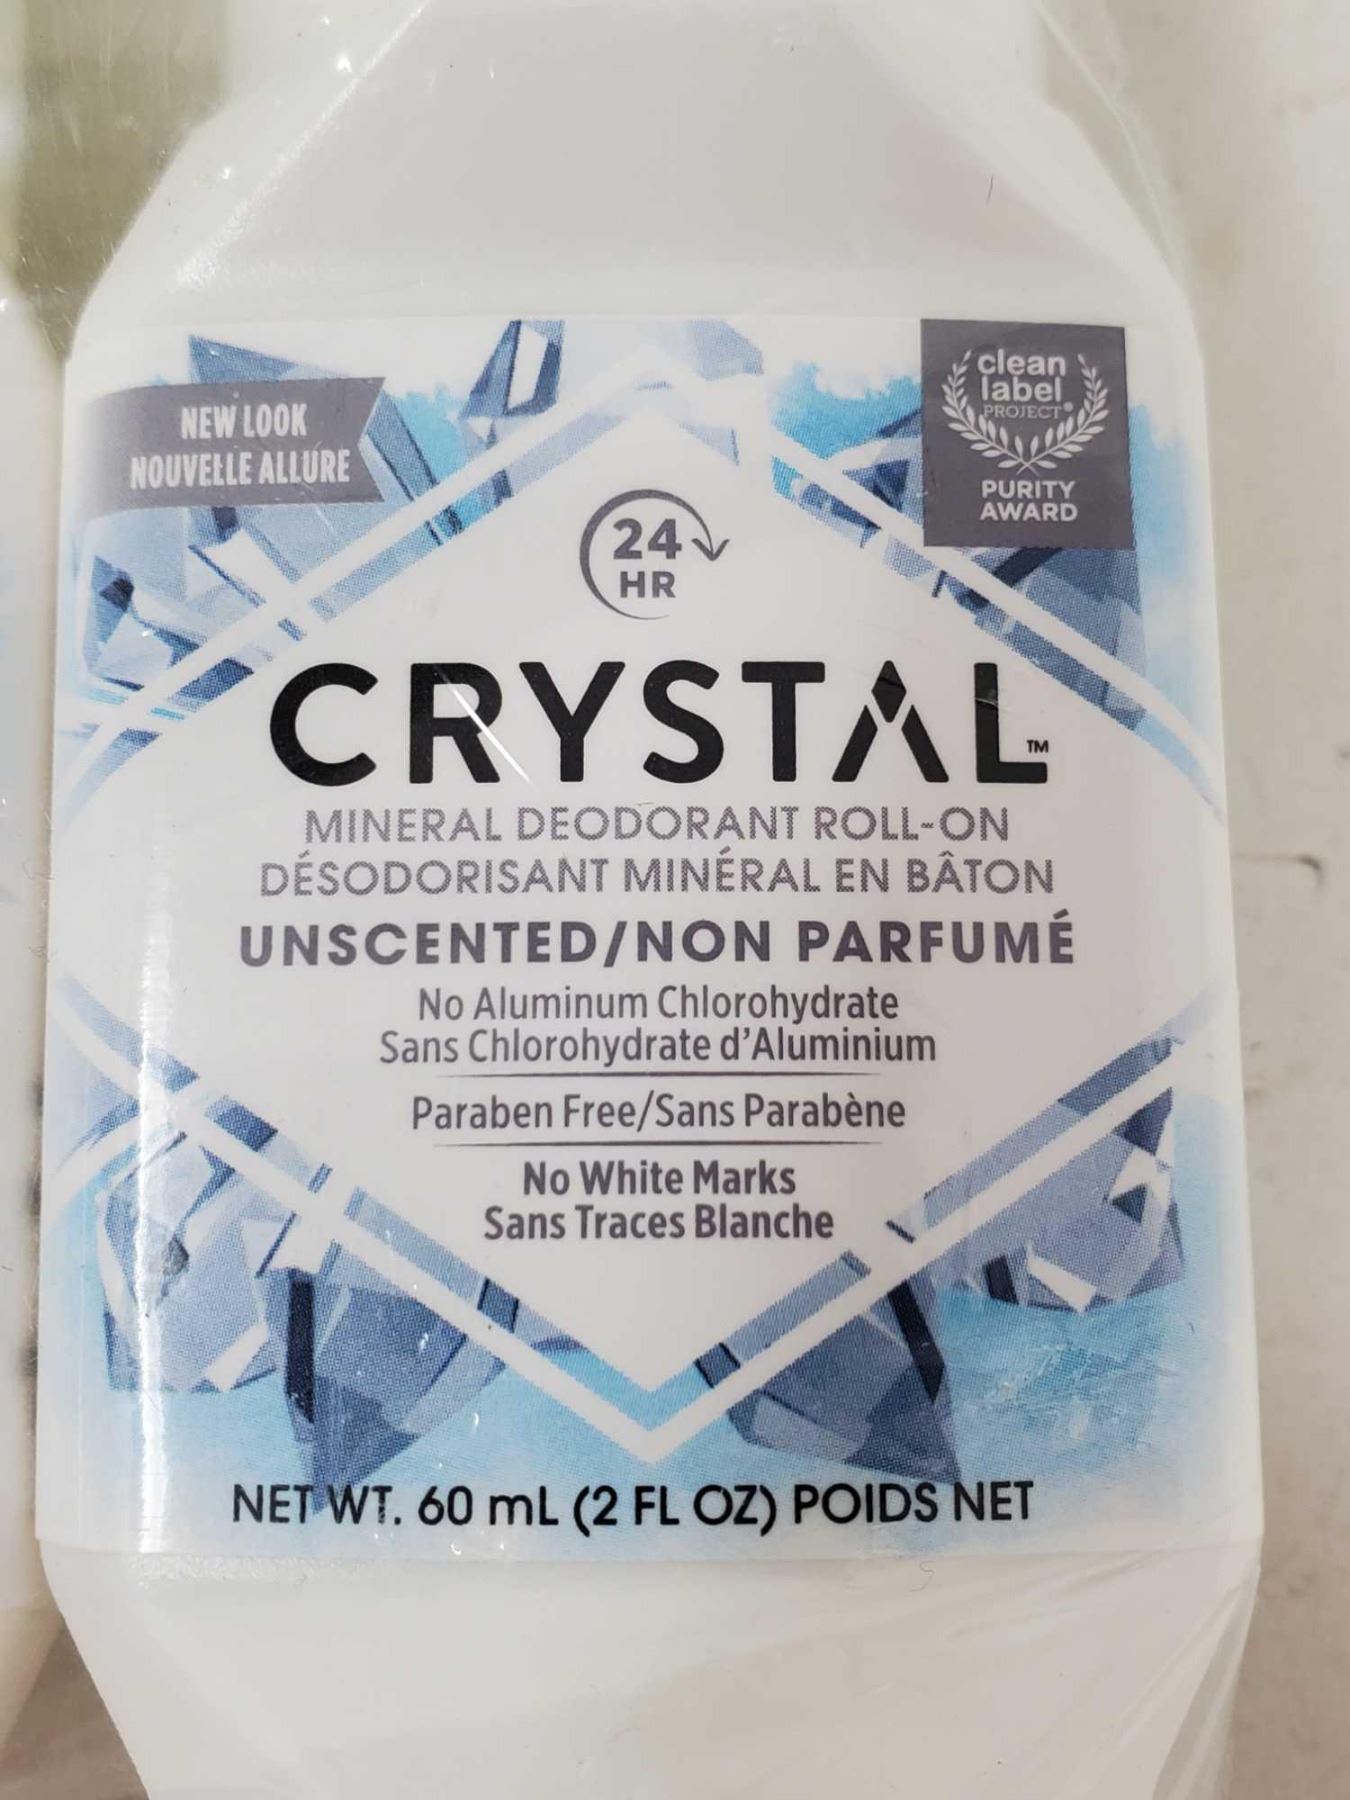 NEW LOOK
NOUVELLE ALLURE
clean
label
PROJECT®
PURITY
AWARD
24
HR
CRYSTAL™
MINERAL DEODORANT ROLL-ON
DÉSODORISANT MINÉRAL EN BÂTON
UNSCENTED/NON PARFUMÉ
No Aluminum Chlorohydrate
Sans Chlorohydrate d'Aluminium
Paraben Free/Sans Parabène
No White Marks
Sans Traces Blanche
NET WT. 60 mL (2 FL OZ) POIDS NET